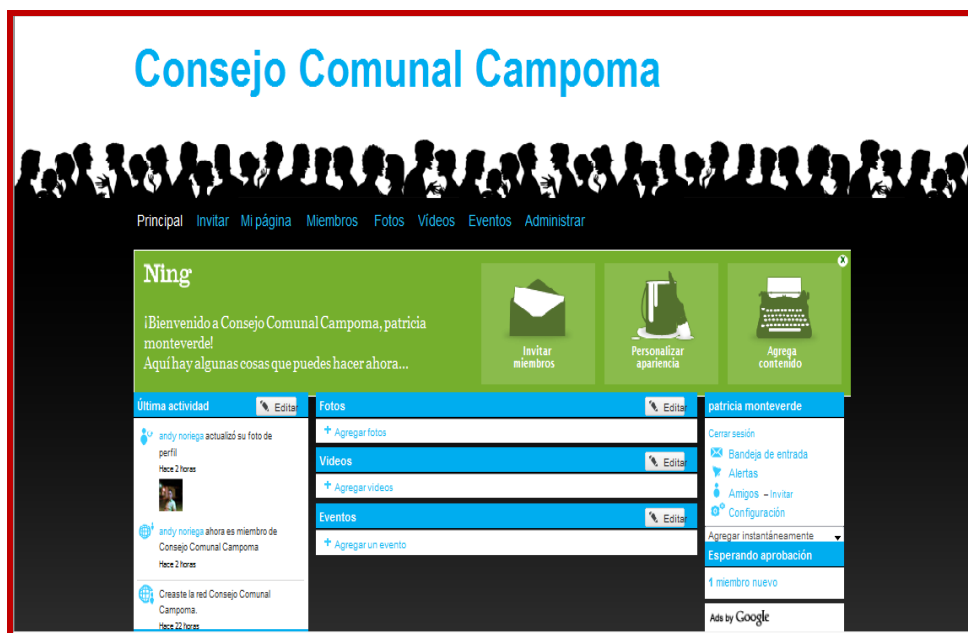 Consejo Comunal Campoma
Principal Invitar Mi página Miembros Fotos Vídeos Eventos Administrar
Ning
¡Bienvenido a Consejo Comunal Campoma, patricia
monteverde!
Aquí hay algunas cosas que puedes hacer ahora...
Invitar
miembros
Personalizar
apariencia
Agrega
contenido
X
Última actividad
Editar
andy noriega actualizó su foto de
perfil
Hace 2 horas
andy noriega ahora es miembro de
Consejo Comunal Campoma
Hace 2 horas
Creaste la red Consejo Comunal
Campoma.
Hace 22 horas
Fotos
Editar
+ Agregar fotos
Videos
Editar
+ Agregar videos
Eventos
Editar
+ Agregar un evento
patricia monteverde
Cerrar sesión
Bandeja de entrada
Alertas
Amigos – Invitar
Configuración
Agregar instantáneamente
Esperando aprobación
1 miembro nuevo
Ads by Google